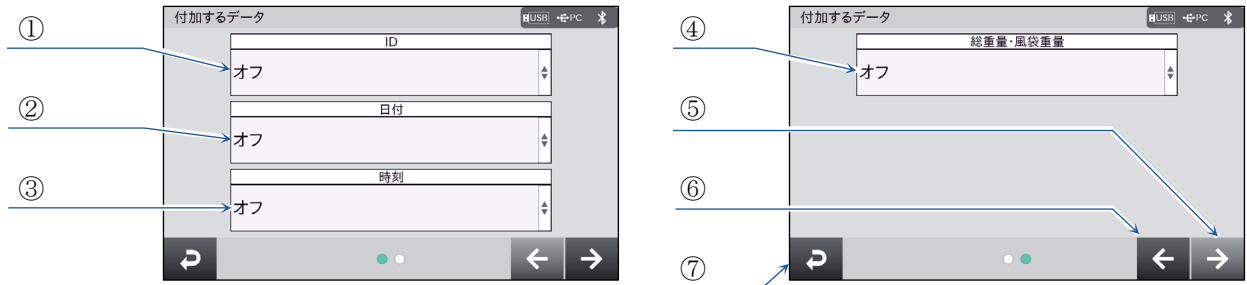 ①
付加するデータ
USB PC
ID
オフ
②
日付
オフ
③
時刻
オフ
④
付加するデータ
USB PC
総重量・風袋重量
オフ
⑤
⑥
⑦